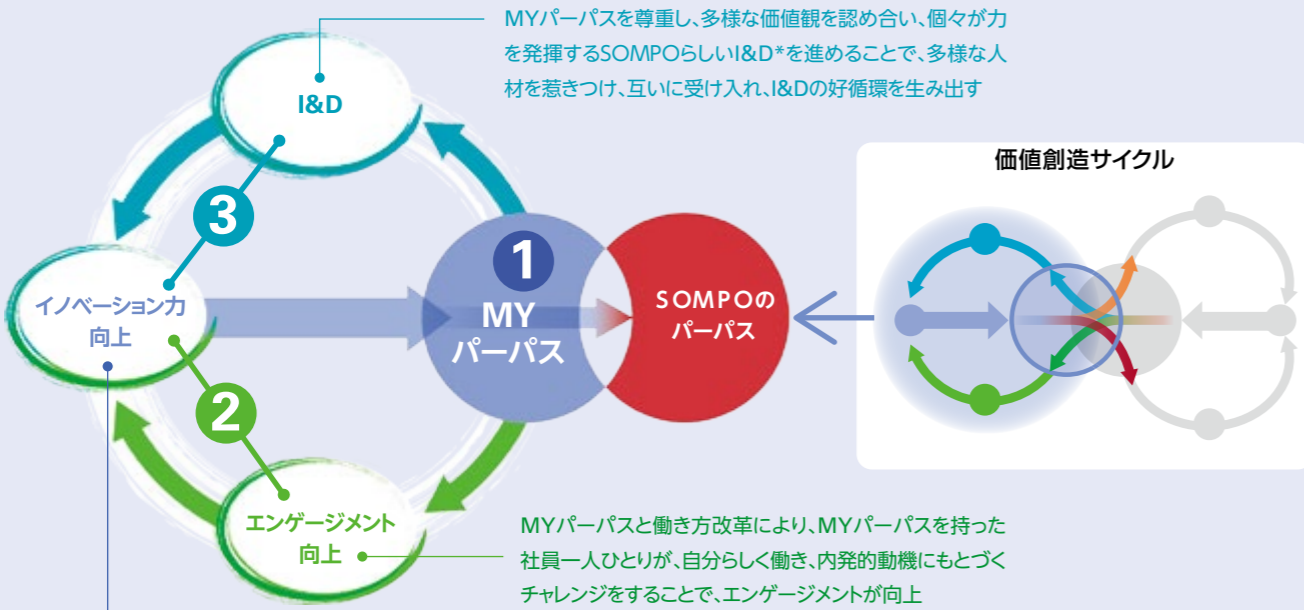 MYパーパスを尊重し、多様な価値観を認め合い、個々が力
を発揮するSOMPOらしいI&D*を進めることで、多様な人
材を惹きつけ、互いに受け入れ、I&Dの好循環を生み出す
I&D
価値創造サイクル
3
1
MY
パーパス
SOMPOの
パーパス
イノベーション力
向上
2
エンゲージメント
向上
MYパーパスと働き方改革により、MYパーパスを持った
社員一人ひとりが、自分らしく働き、内発的動機にもとづく
チャレンジをすることで、エンゲージメントが向上